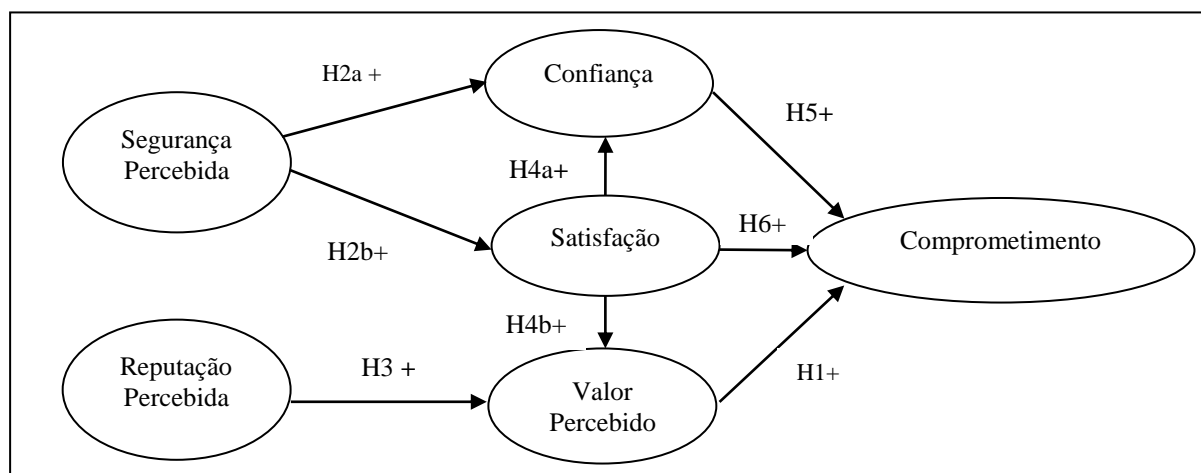 H2a +
Confiança
Segurança
Percebida
H5+
H4a+
H2b+
Satisfação
H6+
Comprometimento
H4b+
Reputação
Percebida
H3 +
Valor
Percebido
H1+